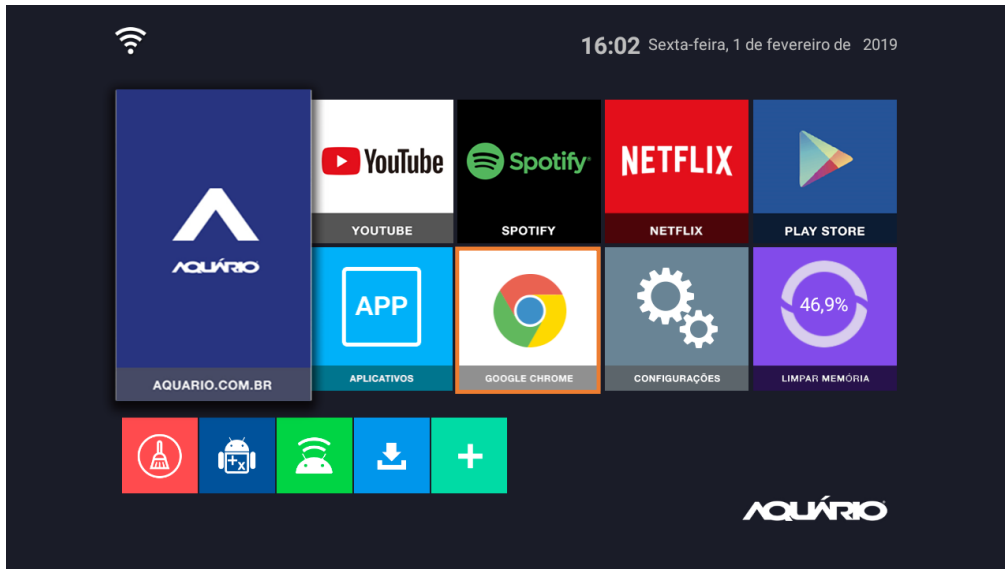 16:02 Sexta-feira, 1 de fevereiro de 2019
AQUÁRIO
AQUARIO.COM.BR
YouTube
YOUTUBE
Spotify
SPOTIFY
NETFLIX
NETFLIX
PLAY STORE
APP
APLICATIVOS
GOOGLE CHROME
CONFIGURAÇÕES
46,9%
LIMPAR MEMÓRIA
+x
+
AQUÁRIO